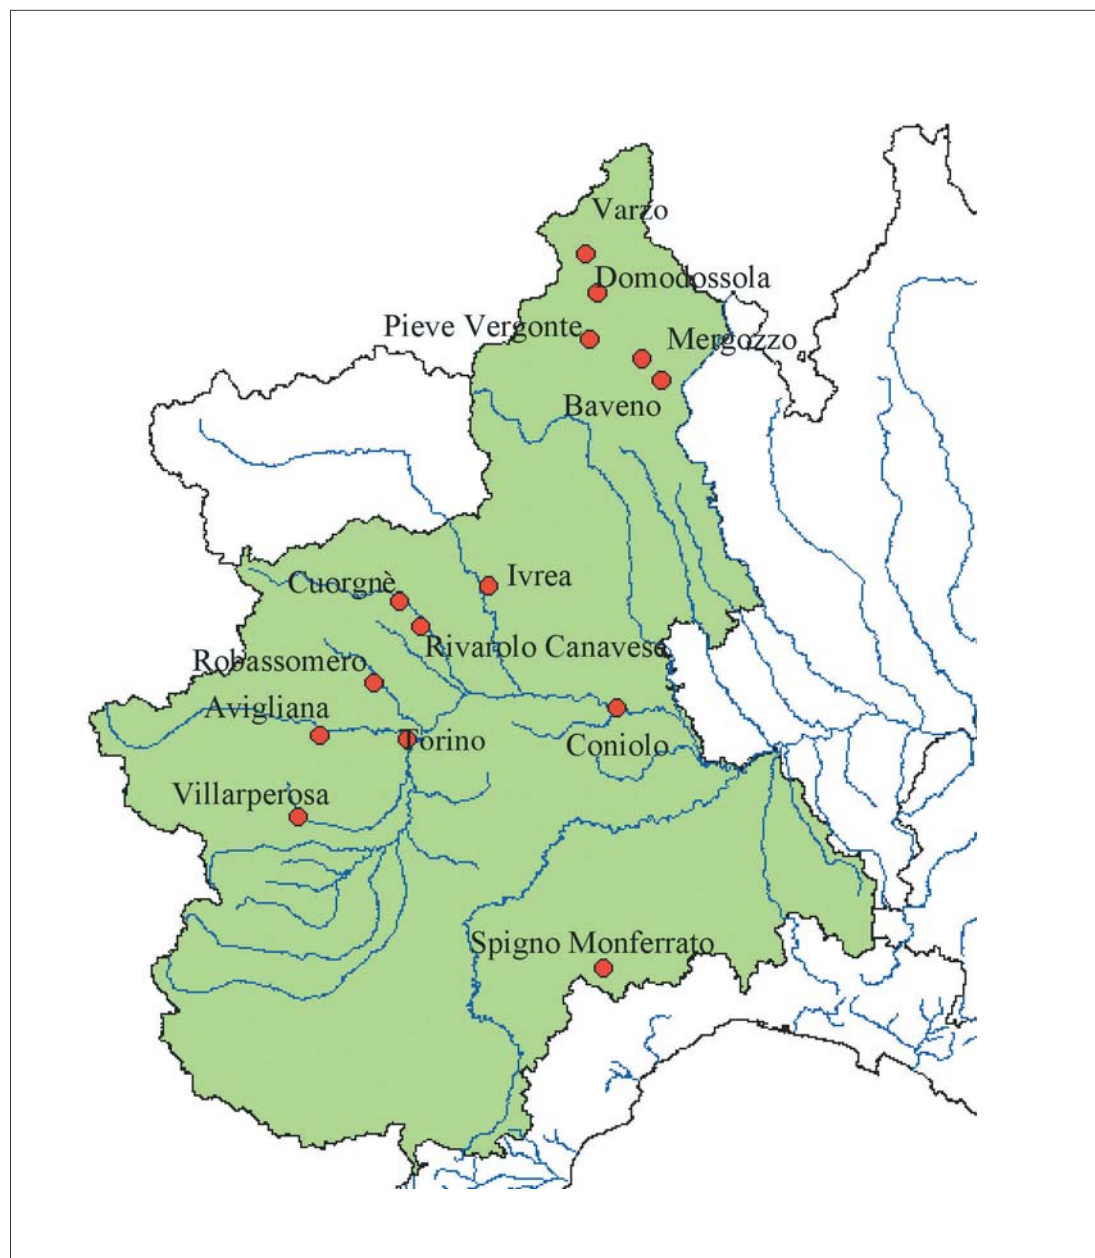 Varzo
Domodossola
Pieve Vergonte
Mergozzo
Baveno
Ivrea
Cuorgnè
Rivarolo Canavese
Robassomero
Avigliana
Torino
Coniolo
Villarperosa
Spigno Monferrato